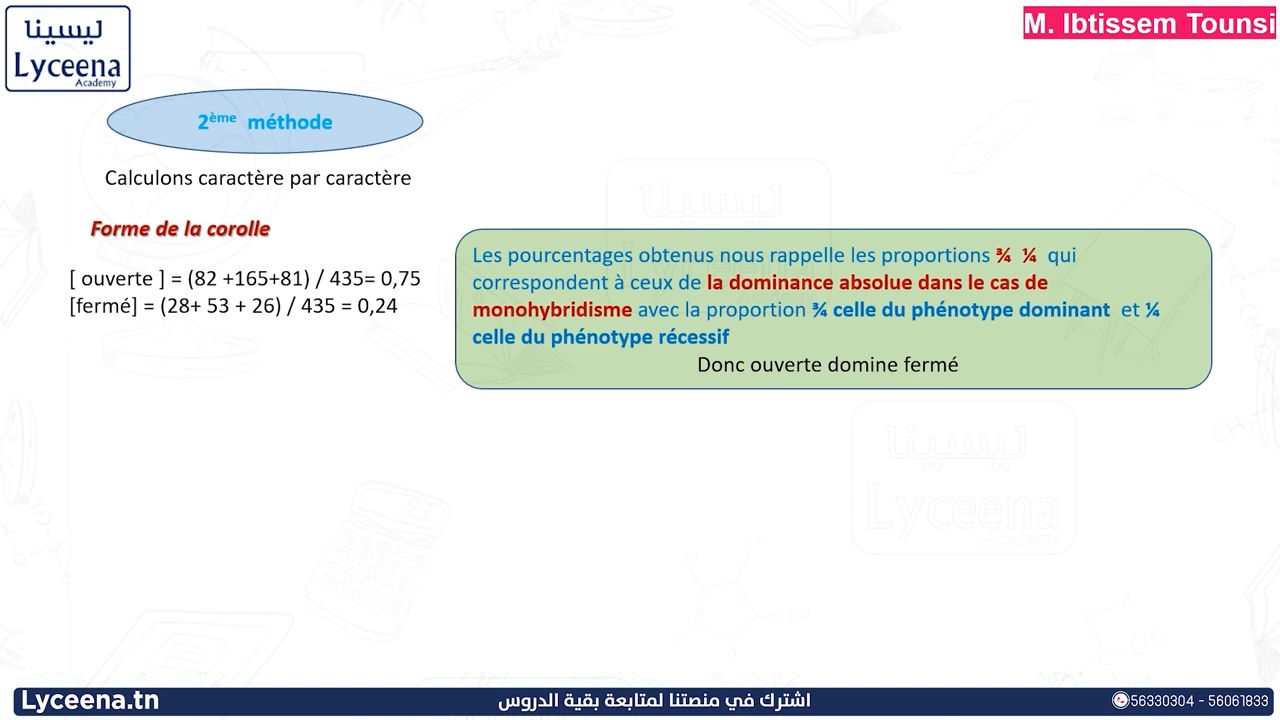 ليسينا
Lyceena
Academy
M. Ibtissem Tounsi
2ème méthode
Calculons caractère par caractère
Forme de la corolle
[ ouverte ] = (82 +165+81) / 435= 0,75
[fermé] = (28+ 53 + 26) / 435 = 0,24
Les pourcentages obtenus nous rappelle les proportions ¾ ¼ qui
correspondent à ceux de la dominance absolue dans le cas de
monohybridisme avec la proportion ¾ celle du phénotype dominant et ¼
celle du phénotype récessif
Donc ouverte domine fermé
ليسينا
ليسينا
Lyceena
Academy
Lyceena.tn
اشترك في منصتنا لمتابعة بقية الدروس
56330304 - 56061833